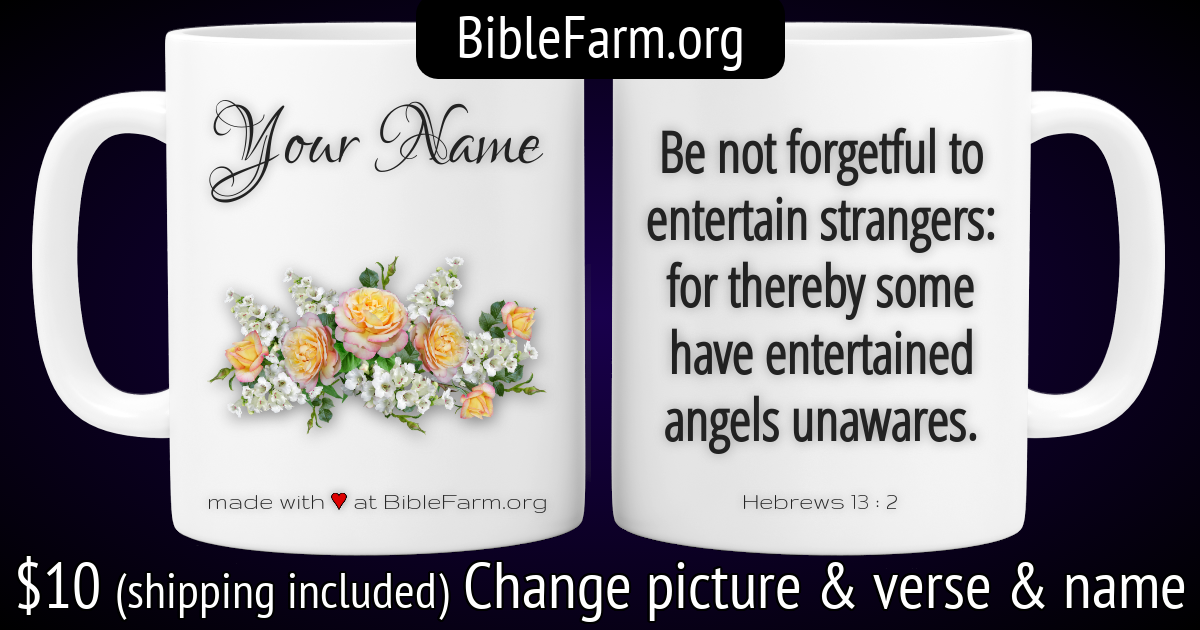 BibleFarm.org
Your Name
made with ♥ at BibleFarm.org
Be not forgetful to
entertain strangers:
for thereby some
have entertained
angels unawares.
Hebrews 13 : 2
$10 (shipping included) Change picture & verse & name